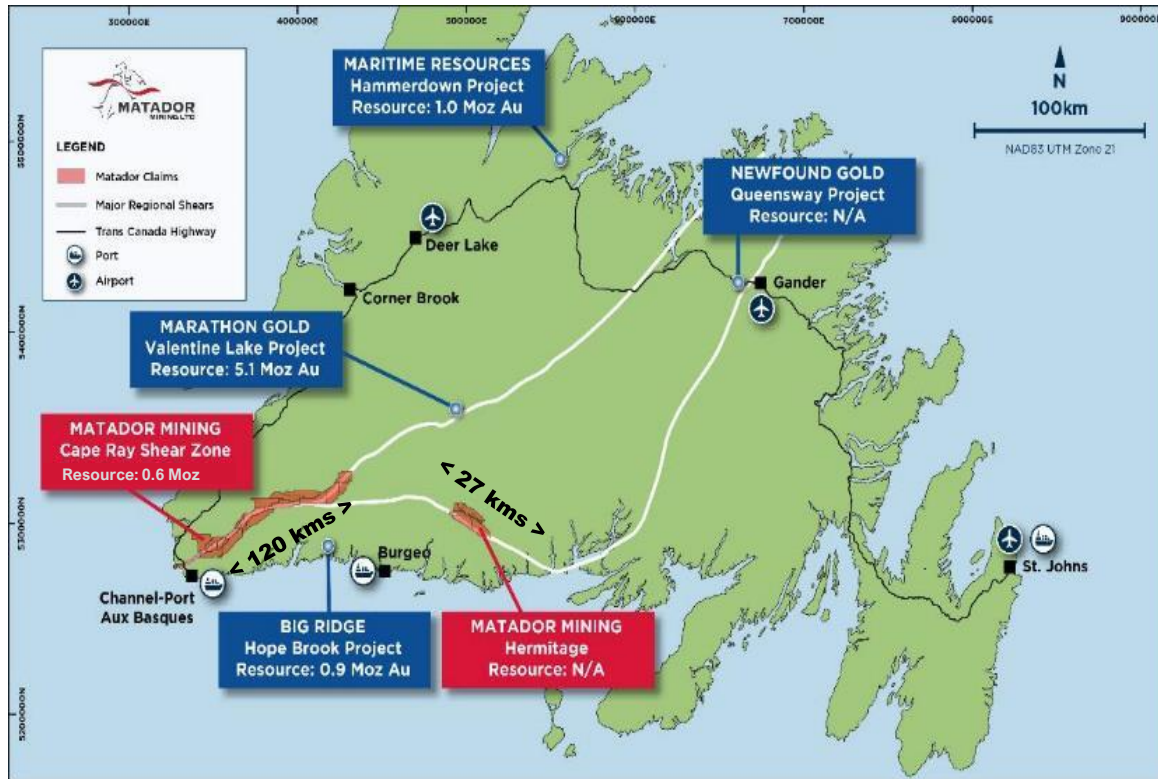 300000E
400000E
500000E
600000E
700000E
800000E
900000E
MATADOR
MINING LTD
LEGEND
Matador Claims
Major Regional Shears
Trans Canada Highway
Port
Airport
MARITIME RESOURCES
Hammerdown Project
Resource: 1.0 Moz Au
N
100km
NAD83 UTM Zone 21
5500000N
NEWFOUND GOLD
Queensway Project
Resource: N/A
Deer Lake
Corner Brook
Gander
MARATHON GOLD
Valentine Lake Project
Resource: 5.1 Moz Au
5400000N
MATADOR MINING
Cape Ray Shear Zone
Resource: 0.6 Moz
< 27 kms >
< 120 kms >
5300000N
Burgeo
St. Johns
Channel-Port
Aux Basques
BIG RIDGE
Hope Brook Project
Resource: 0.9 Moz Au
MATADOR MINING
Hermitage
Resource: N/A
5200000N